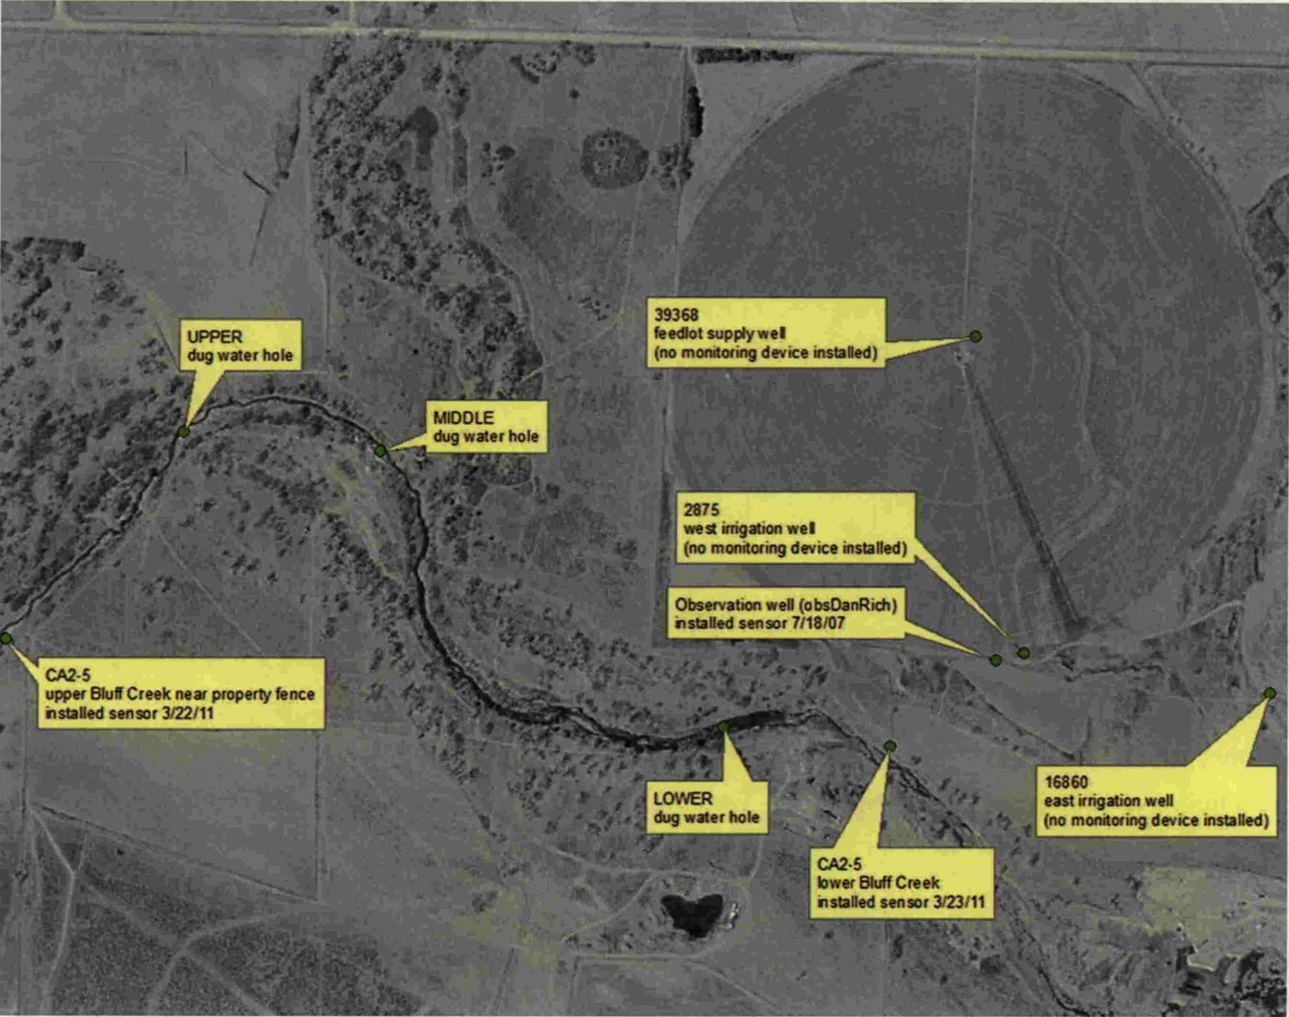 39368
feedlot supply well
(no monitoring device installed)
UPPER
dug water hole
MIDDLE
dug water hole
2875
west irrigation well
(no monitoring device installed)
Observation well (obsDanRich)
installed sensor 7/18/07
CA2-5
upper Bluff Creek near property fence
installed sensor 3/22/11
LOWER
dug water hole
16860
east irrigation well
(no monitoring device installed)
CA2-5
lower Bluff Creek
installed sensor 3/23/11